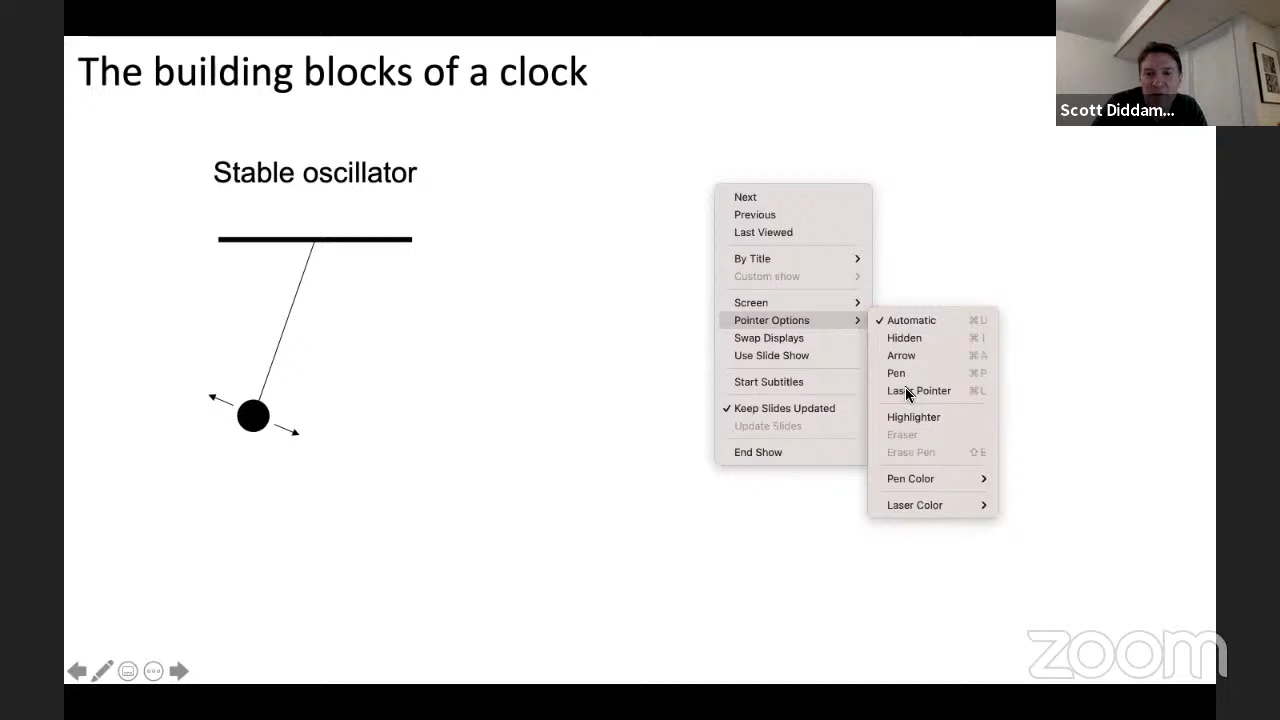 The building blocks of a clock
Scott Diddam...
Stable oscillator
Next
Previous
Last Viewed
By Title
Custom show
Screen
Pointer Options
Swap Displays
Use Slide Show
Start Subtitles
Keep Slides Updated
Update Slides
End Show
Automatic ⌘U
Hidden ⌘I
Arrow ⌘A
Pen ⌘P
Laser Pointer ⌘L
Highlighter
Eraser
Erase Pen ⇧E
Pen Color
Laser Color
zoom